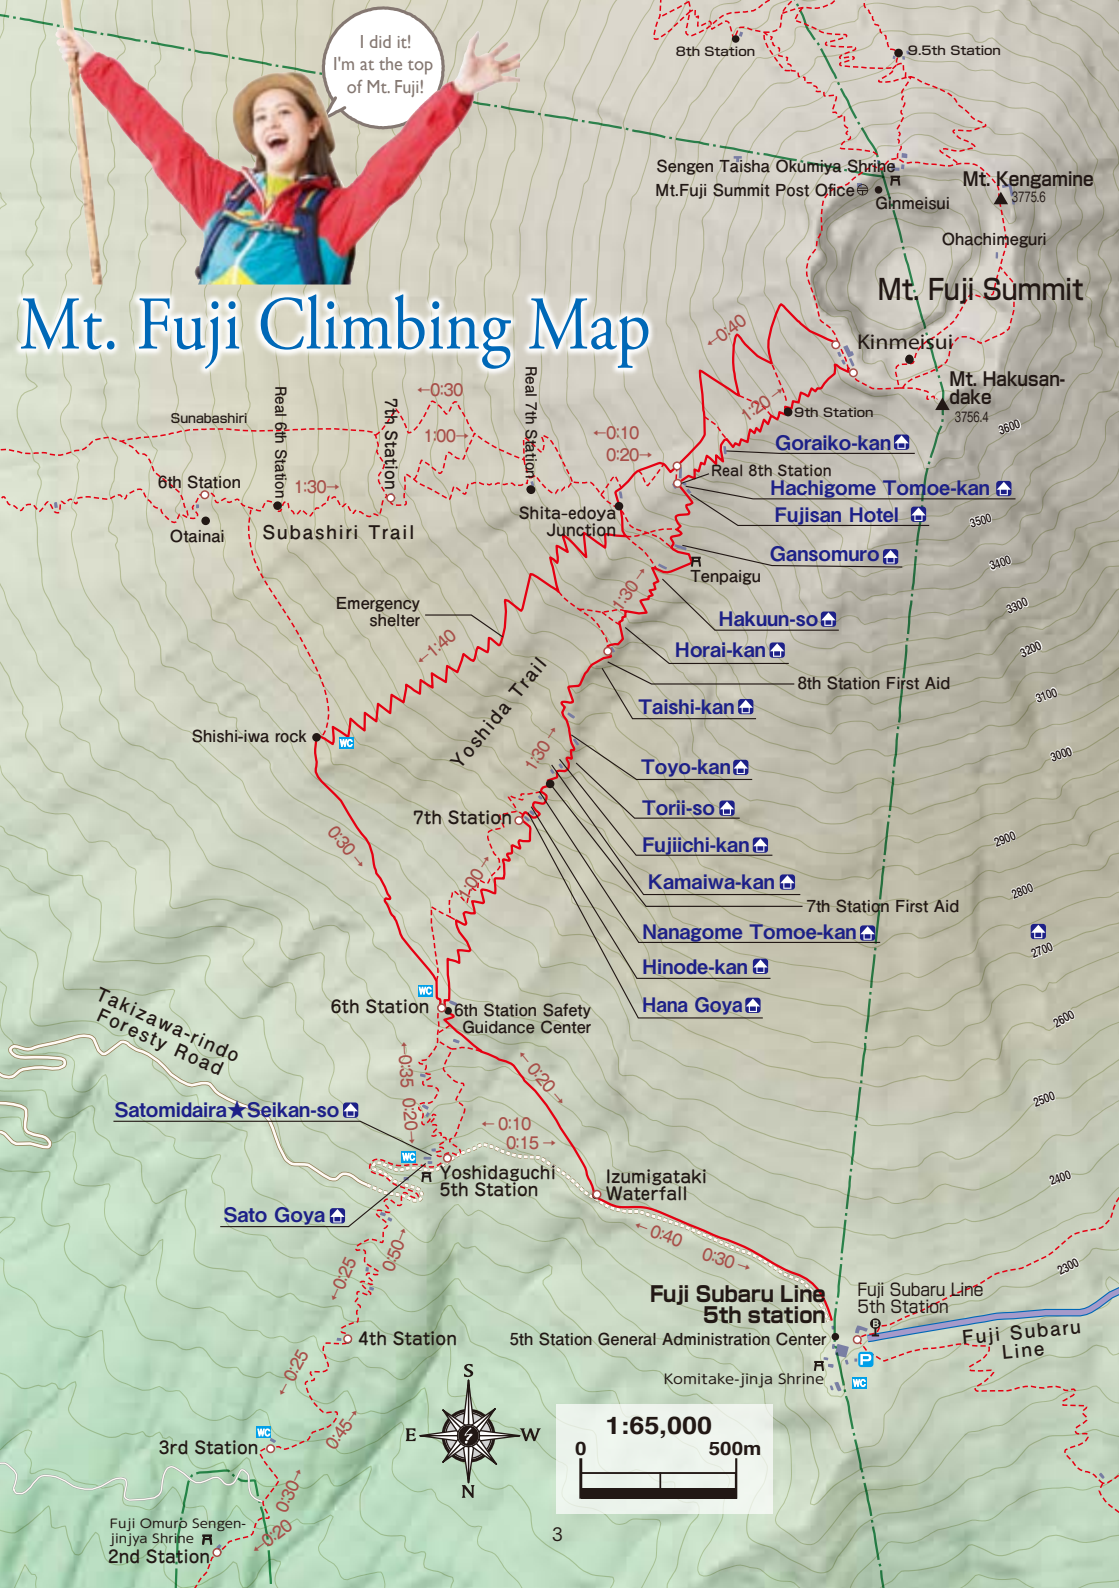 I did it!
I'm at the top
of Mt. Fuji!
8th Station
9.5th Station
Sengen Taisha Okumiya Shrine
Mt.Fuji Summit Post Ofice
Ginmeisui
Mt. Kengamine
3775.6
Ohachimeguri
Mt. Fuji Summit
Mt. Fuji Climbing Map
Kinmeisui
Mt. Hakusan-
dake
3756.4
←0:40
1:20→
9th Station
3600
Goraiko-kan
Sunabashiri
Real 6th Station
7th Station
←0:30
1:00→
Real 7th Station
←0:10
0:20→
Real 8th Station
Hachigome Tomoe-kan
Fujisan Hotel
6th Station
1:30→
Otainai
Subashiri Trail
Shita-edoya
Junction
3500
Gansomuro
3400
Tenpaigu
1:30→
Emergency
shelter
3300
Hakuun-so
←1:40
Horai-kan
3200
8th Station First Aid
3100
Yoshida Trail
Taishi-kan
Shishi-iwa rock
WC
1:30→
3000
Toyo-kan
Torii-so
7th Station
0:30→
2900
Fujiichi-kan
1:00→
Kamaiwa-kan
2800
7th Station First Aid
Nanagome Tomoe-kan
2700
Hinode-kan
WC
6th Station
Hana Goya
6th Station Safety
Guidance Center
2600
Takizawa-rindo
Foresty Road
←0:35
0:20→
←0:20→
2500
Satomidaira★Seikan-so
←0:10
0:15→
WC
Yoshidaguchi
5th Station
Izumigataki
Waterfall
2400
Sato Goya
←0:40
0:30→
0:50→
←0:25
2300
Fuji Subaru Line
5th station
Fuji Subaru Line
5th Station
B
5th Station General Administration Center
Fuji Subaru
Line
4th Station
P
Komitake-jinja Shrine
WC
←0:25
S
E
W
N
1:65,000
0
500m
0:45→
WC
3rd Station
0:30→
←0:20
Fuji Omuro Sengen-
jinjya Shrine
2nd Station
3